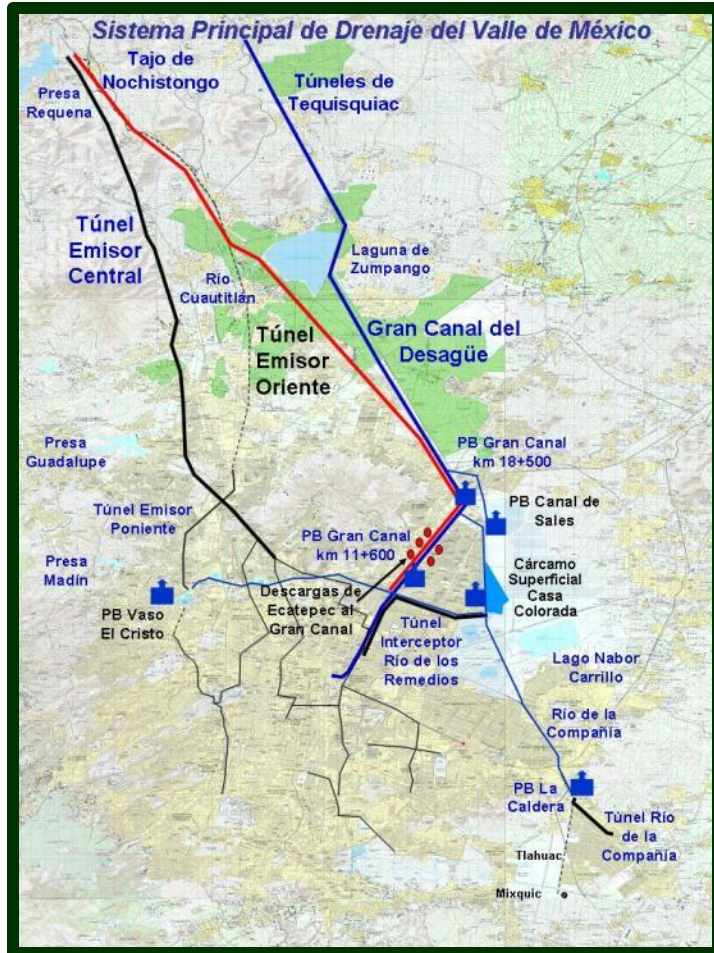 Sistema Principal de Drenaje del Valle de México
Tajo de
Nochistongo
Túneles de
Tequisquiac
Presa
Requena
Túnel
Emisor
Central
Río
Cuautitlán
Laguna de
Zumpango
Túnel
Emisor
Oriente
Gran Canal del
Desagüe
Presa
Guadalupe
PB Gran Canal
km 18+500
Túnel Emisor
Poniente
PB Canal de
Sales
PB Gran Canal
km 11+600
Presa
Madín
PB Vaso
El Cristo
Descargas de
Ecatepec al
Gran Canal
Cárcamo
Superficial
Casa
Colorada
Túnel
Interceptor
Río de los
Remedios
Lago Nabor
Carrillo
Río de la
Compañía
PB La
Caldera
Túnel Río
de la
Compañía
Tlahuac
Mixquic